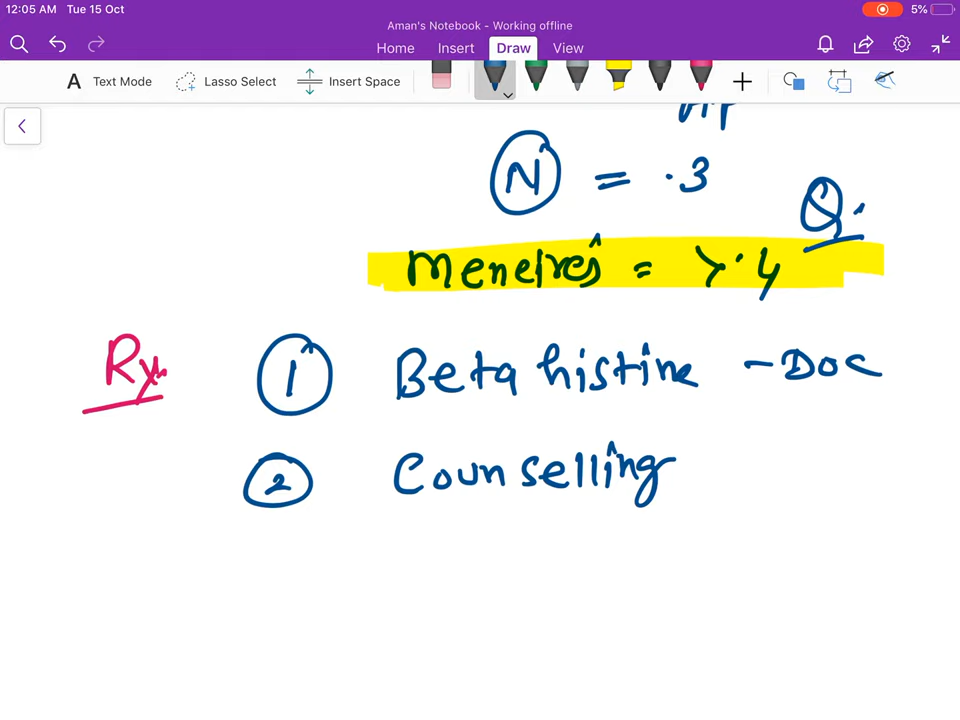 12:05 AM Tue 15 Oct 5%
Aman's Notebook - Working offline
Home Insert Draw View
Text Mode Lasso Select Insert Space
N = .3
Q.
Meneires = >.4
Rx 1 Betahistine - DOC
2 Counselling